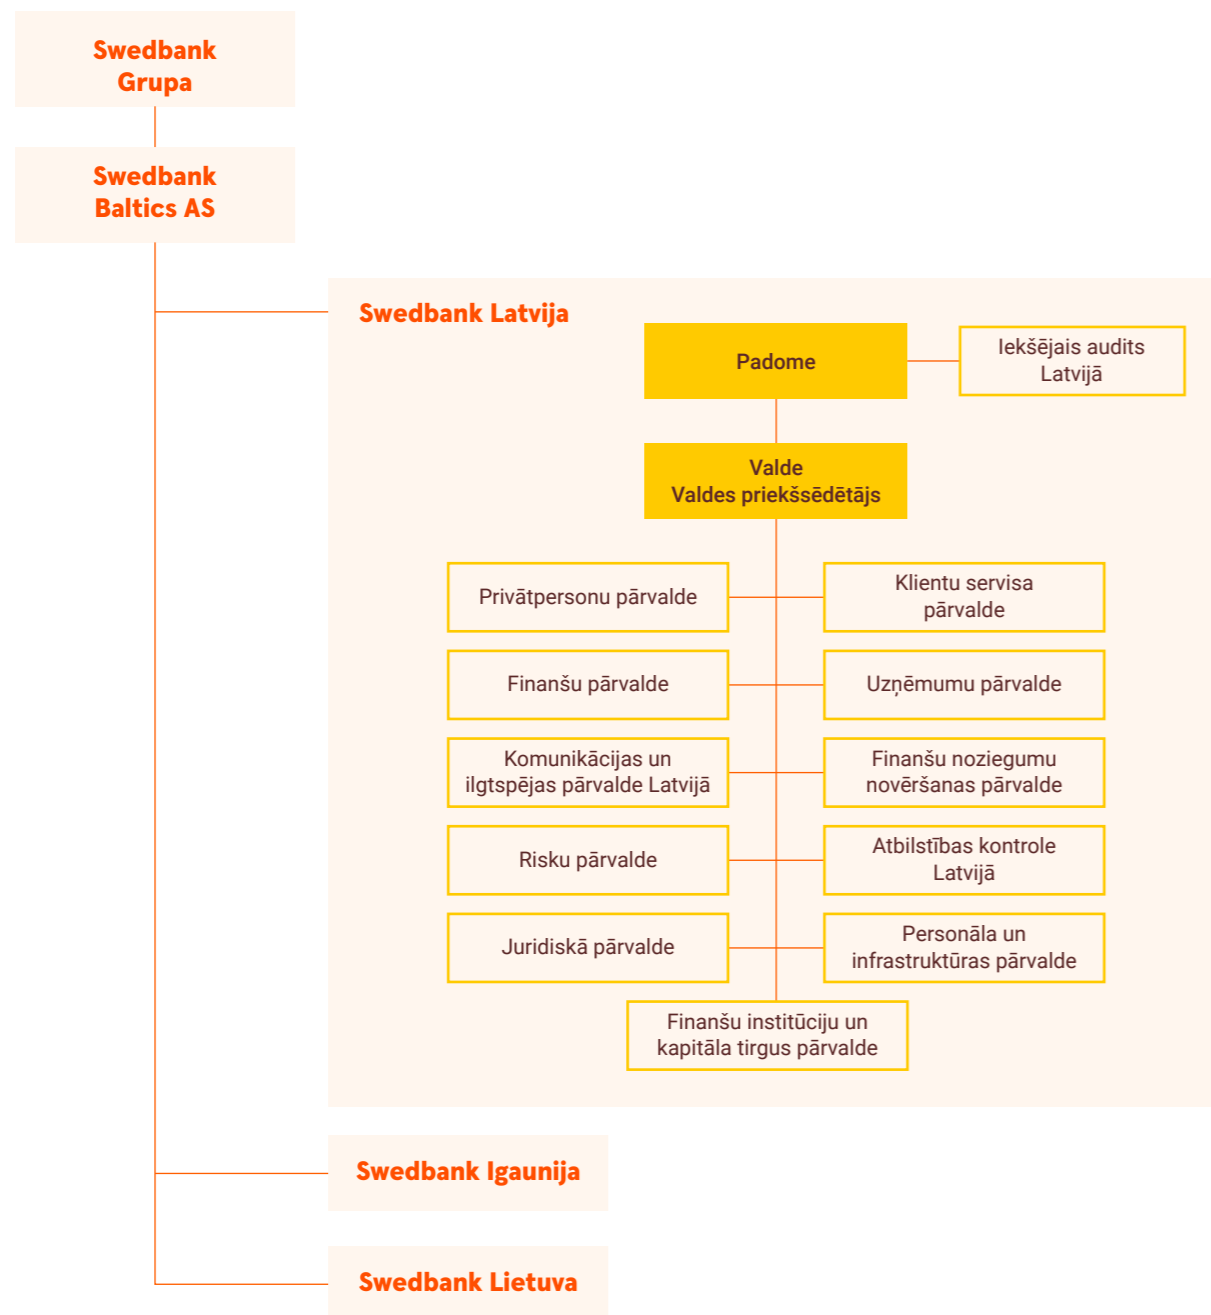 Swedbank
Grupa
Swedbank
Baltics AS
Swedbank Latvija
Padome
Iekšējais audits
Latvijā
Valde
Valdes priekšsēdētājs
Privātpersonu pārvalde
Klientu servisa
pārvalde
Finanšu pārvalde
Uzņēmumu pārvalde
Komunikācijas un
ilgtspējas pārvalde Latvijā
Finanšu noziegumu
novēršanas pārvalde
Risku pārvalde
Atbilstības kontrole
Latvijā
Juridiskā pārvalde
Personāla un
infrastruktūras pārvalde
Finanšu institūciju un
kapitāla tirgus pārvalde
Swedbank Igaunija
Swedbank Lietuva